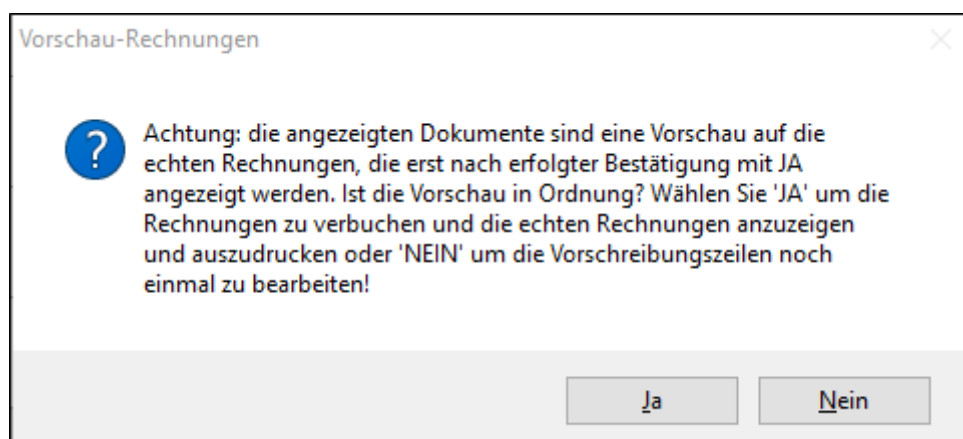 Vorschau-Rechnungen
Achtung: die angezeigten Dokumente sind eine Vorschau auf die
echten Rechnungen, die erst nach erfolgter Bestätigung mit JA
angezeigt werden. Ist die Vorschau in Ordnung? Wählen Sie 'JA' um die
Rechnungen zu verbuchen und die echten Rechnungen anzuzeigen
und auszudrucken oder 'NEIN' um die Vorschreibungszeilen noch
einmal zu bearbeiten!
Ja
Nein